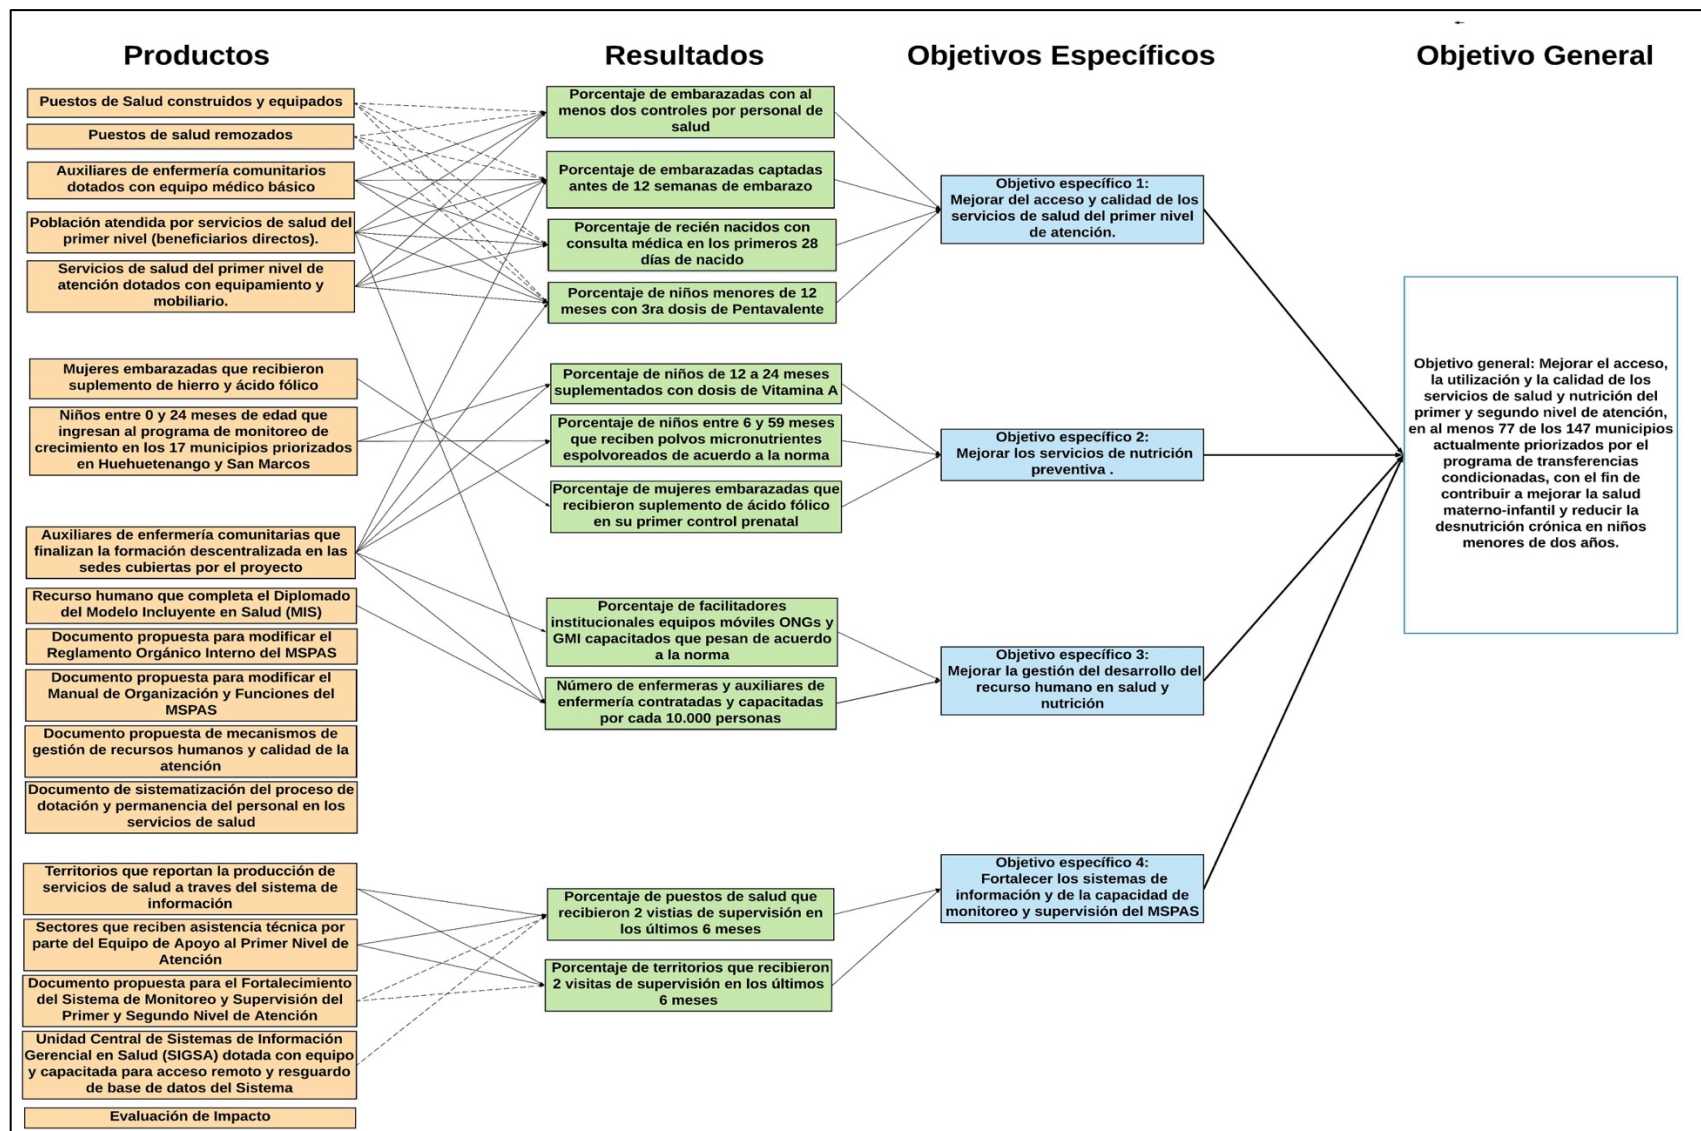 Productos
Resultados
Objetivos Específicos
Objetivo General
Puestos de Salud construidos y equipados
Puestos de salud remozados
Auxiliares de enfermería comunitarios
dotados con equipo médico básico
Población atendida por servicios de salud del
primer nivel (beneficiarios directos).
Servicios de salud del primer nivel de
atención dotados con equipamiento y
mobiliario.
Mujeres embarazadas que recibieron
suplemento de hierro y ácido fólico
Niños entre 0 y 24 meses de edad que
ingresan al programa de monitoreo de
crecimiento en los 17 municipios priorizados
en Huehuetenango y San Marcos
Auxiliares de enfermería comunitarias que
finalizan la formación descentralizada en las
sedes cubiertas por el proyecto
Recurso humano que completa el Diplomado
del Modelo Incluyente en Salud (MIS)
Documento propuesta para modificar el
Reglamento Orgánico Interno del MSPAS
Documento propuesta para modificar el
Manual de Organización y Funciones del
MSPAS
Documento propuesta de mecanismos de
gestión de recursos humanos y calidad de la
atención
Documento de sistematización del proceso de
dotación y permanencia del personal en los
servicios de salud
Territorios que reportan la producción de
servicios de salud a traves del sistema de
información
Sectores que reciben asistencia técnica por
parte del Equipo de Apoyo al Primer Nivel de
Atención
Documento propuesta para el Fortalecimiento
del Sistema de Monitoreo y Supervisión del
Primer y Segundo Nivel de Atención
Unidad Central de Sistemas de Información
Gerencial en Salud (SIGSA) dotada con equipo
y capacitada para acceso remoto y resguardo
de base de datos del Sistema
Evaluación de Impacto
Porcentaje de embarazadas con al
menos dos controles por personal de
salud
Porcentaje de embarazadas captadas
antes de 12 semanas de embarazo
Porcentaje de recién nacidos con
consulta médica en los primeros 28
días de nacido
Porcentaje de niños menores de 12
meses con 3ra dosis de Pentavalente
Porcentaje de niños de 12 a 24 meses
suplementados con dosis de Vitamina A
Porcentaje de niños entre 6 y 59 meses
que reciben polvos micronutrientes
espolvoreados de acuerdo a la norma
Porcentaje de mujeres embarazadas que
recibieron suplemento de ácido fólico
en su primer control prenatal
Porcentaje de facilitadores
institucionales equipos móviles ONGs y
GMI capacitados que pesan de acuerdo
a la norma
Número de enfermeras y auxiliares de
enfermería contratadas y capacitadas
por cada 10.000 personas
Porcentaje de puestos de salud que
recibieron 2 vistias de supervisión en
los últimos 6 meses
Porcentaje de territorios que recibieron
2 visitas de supervisión en los últimos
6 meses
Objetivo específico 1:
Mejorar del acceso y calidad de los
servicios de salud del primer nivel
de atención.
Objetivo específico 2:
Mejorar los servicios de nutrición
preventiva .
Objetivo específico 3:
Mejorar la gestión del desarrollo del
recurso humano en salud y
nutrición
Objetivo específico 4:
Fortalecer los sistemas de
información y de la capacidad de
monitoreo y supervisión del MSPAS
Objetivo general: Mejorar el acceso,
la utilización y la calidad de los
servicios de salud y nutrición del
primer y segundo nivel de atención,
en al menos 77 de los 147 municipios
actualmente priorizados por el
programa de transferencias
condicionadas, con el fin de
contribuir a mejorar la salud
materno-infantil y reducir la
desnutrición crónica en niños
menores de dos años.